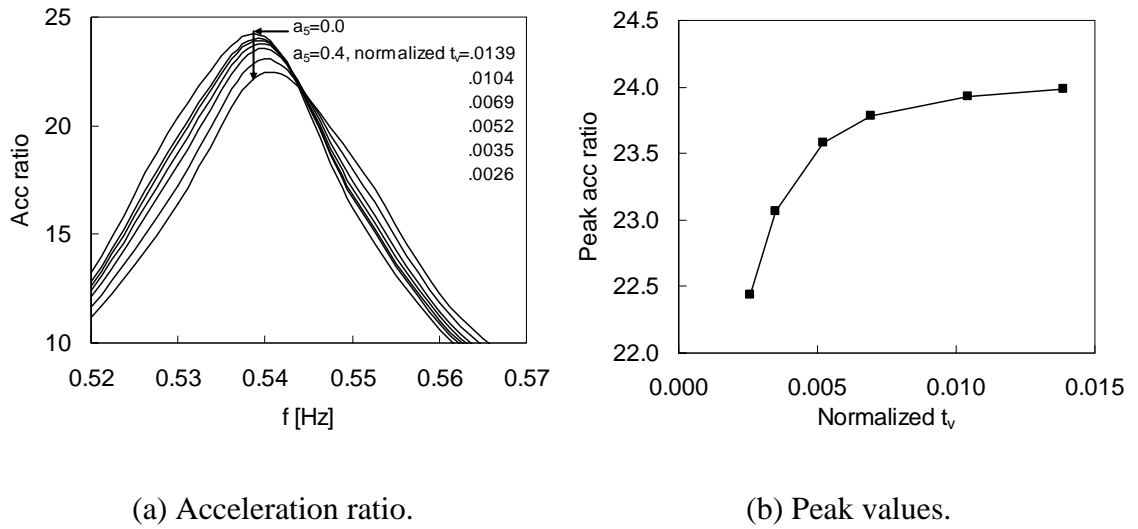 25
20
15
10
Acc ratio
a₅=0.0
a₅=0.4, normalized tᵥ=.0139
.0104
.0069
.0052
.0035
.0026
0.52 0.53 0.54 0.55 0.56 0.57
f [Hz]
24.5
24.0
23.5
23.0
22.5
22.0
Peak acc ratio
0.000 0.005 0.010 0.015
Normalized tᵥ
(a) Acceleration ratio.
(b) Peak values.